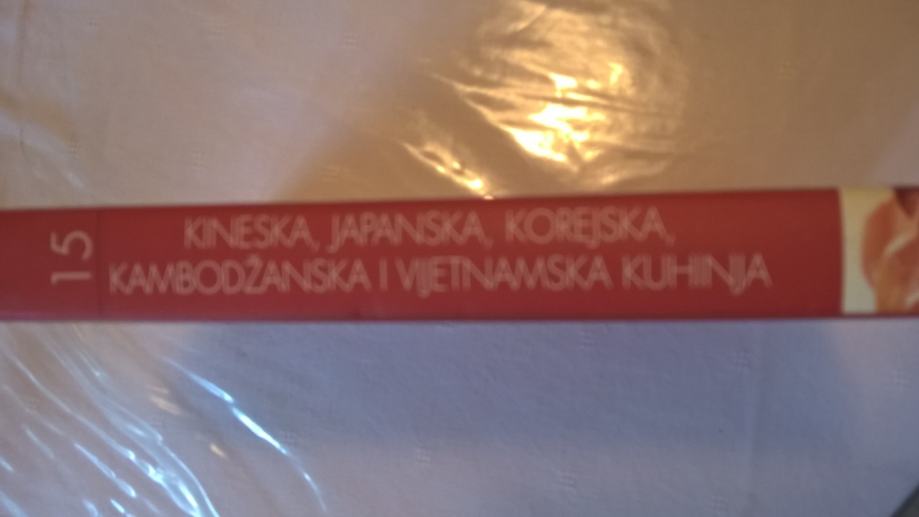 15
KINESKA, JAPANSKA, KOREJSKA,
KAMBODŽANSKA I VIJETNAMSKA KUHINJA